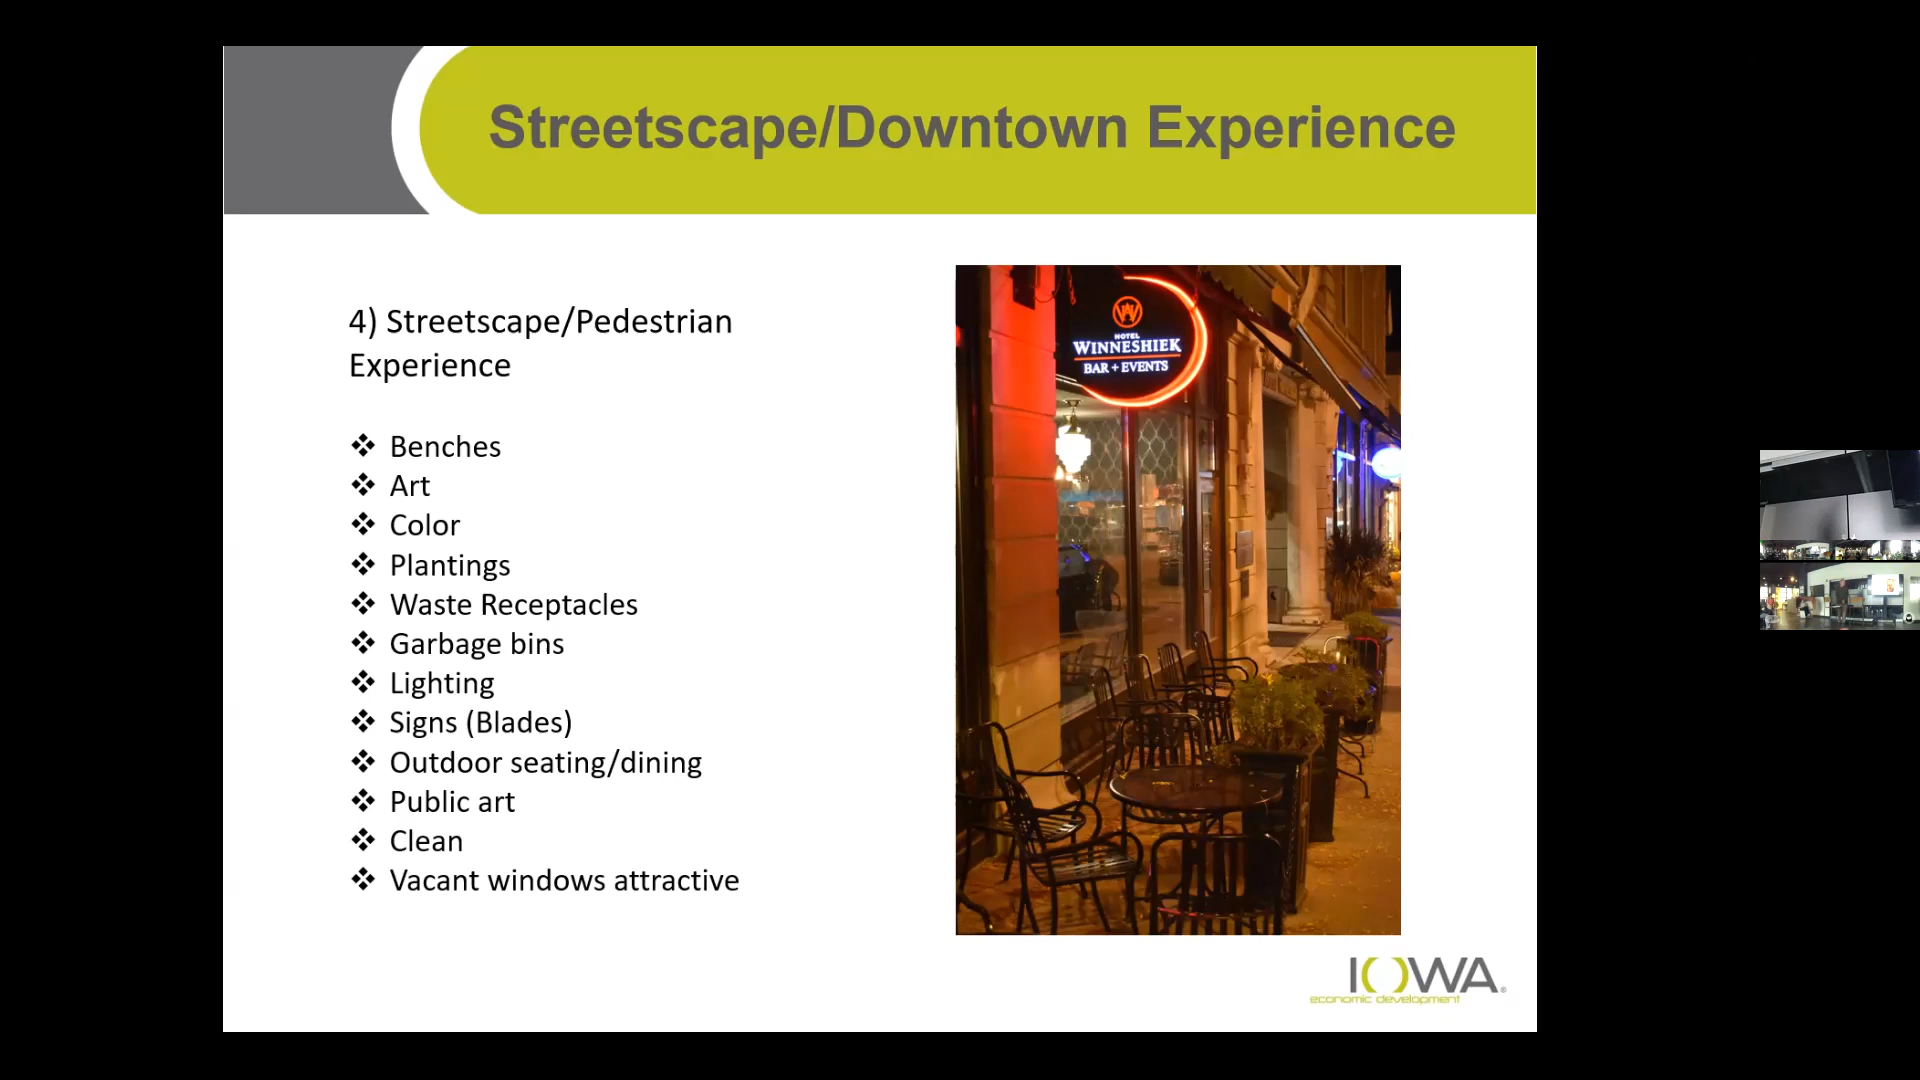 Streetscape/Downtown Experience
4) Streetscape/Pedestrian
Experience
❖ Benches
❖ Art
❖ Color
❖ Plantings
❖ Waste Receptacles
❖ Garbage bins
❖ Lighting
❖ Signs (Blades)
❖ Outdoor seating/dining
❖ Public art
❖ Clean
❖ Vacant windows attractive
HOTEL
WINNESHIEK
BAR + EVENTS
IOWA®
economic development